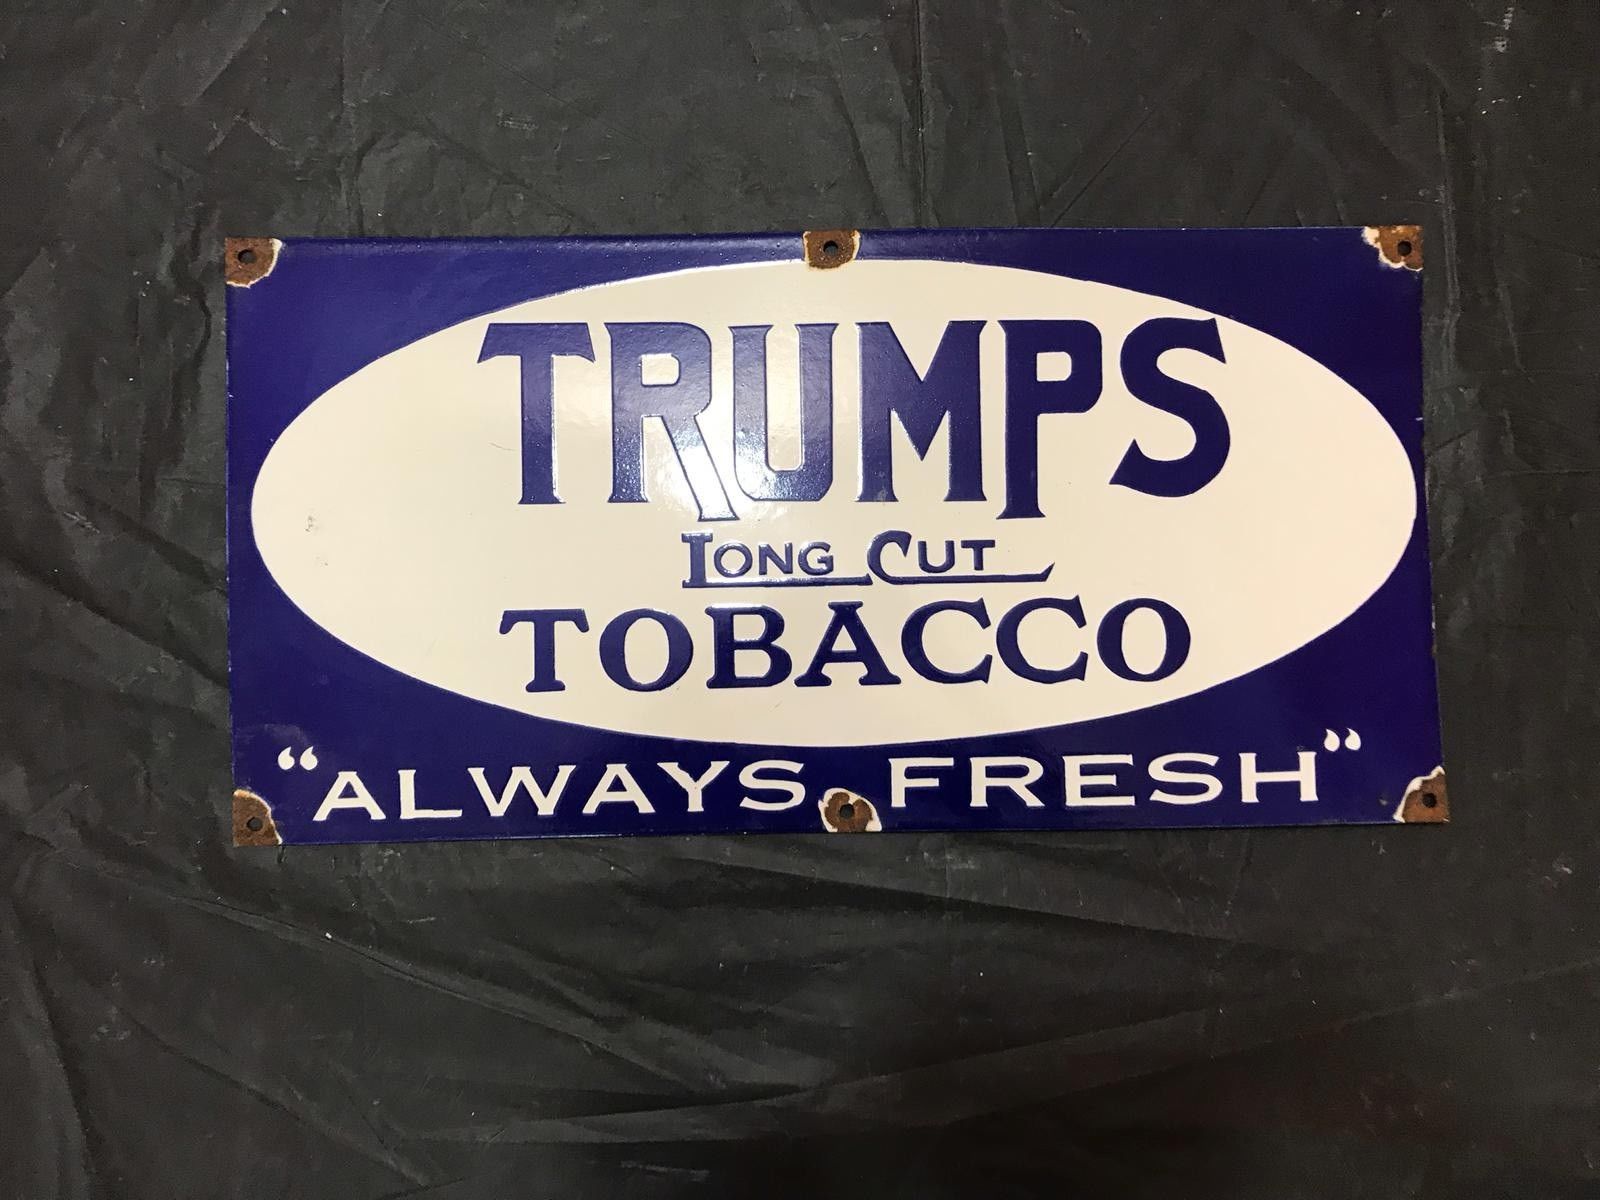 TRUMPS
LONG CUT
TOBACCO
“ALWAYS FRESH”